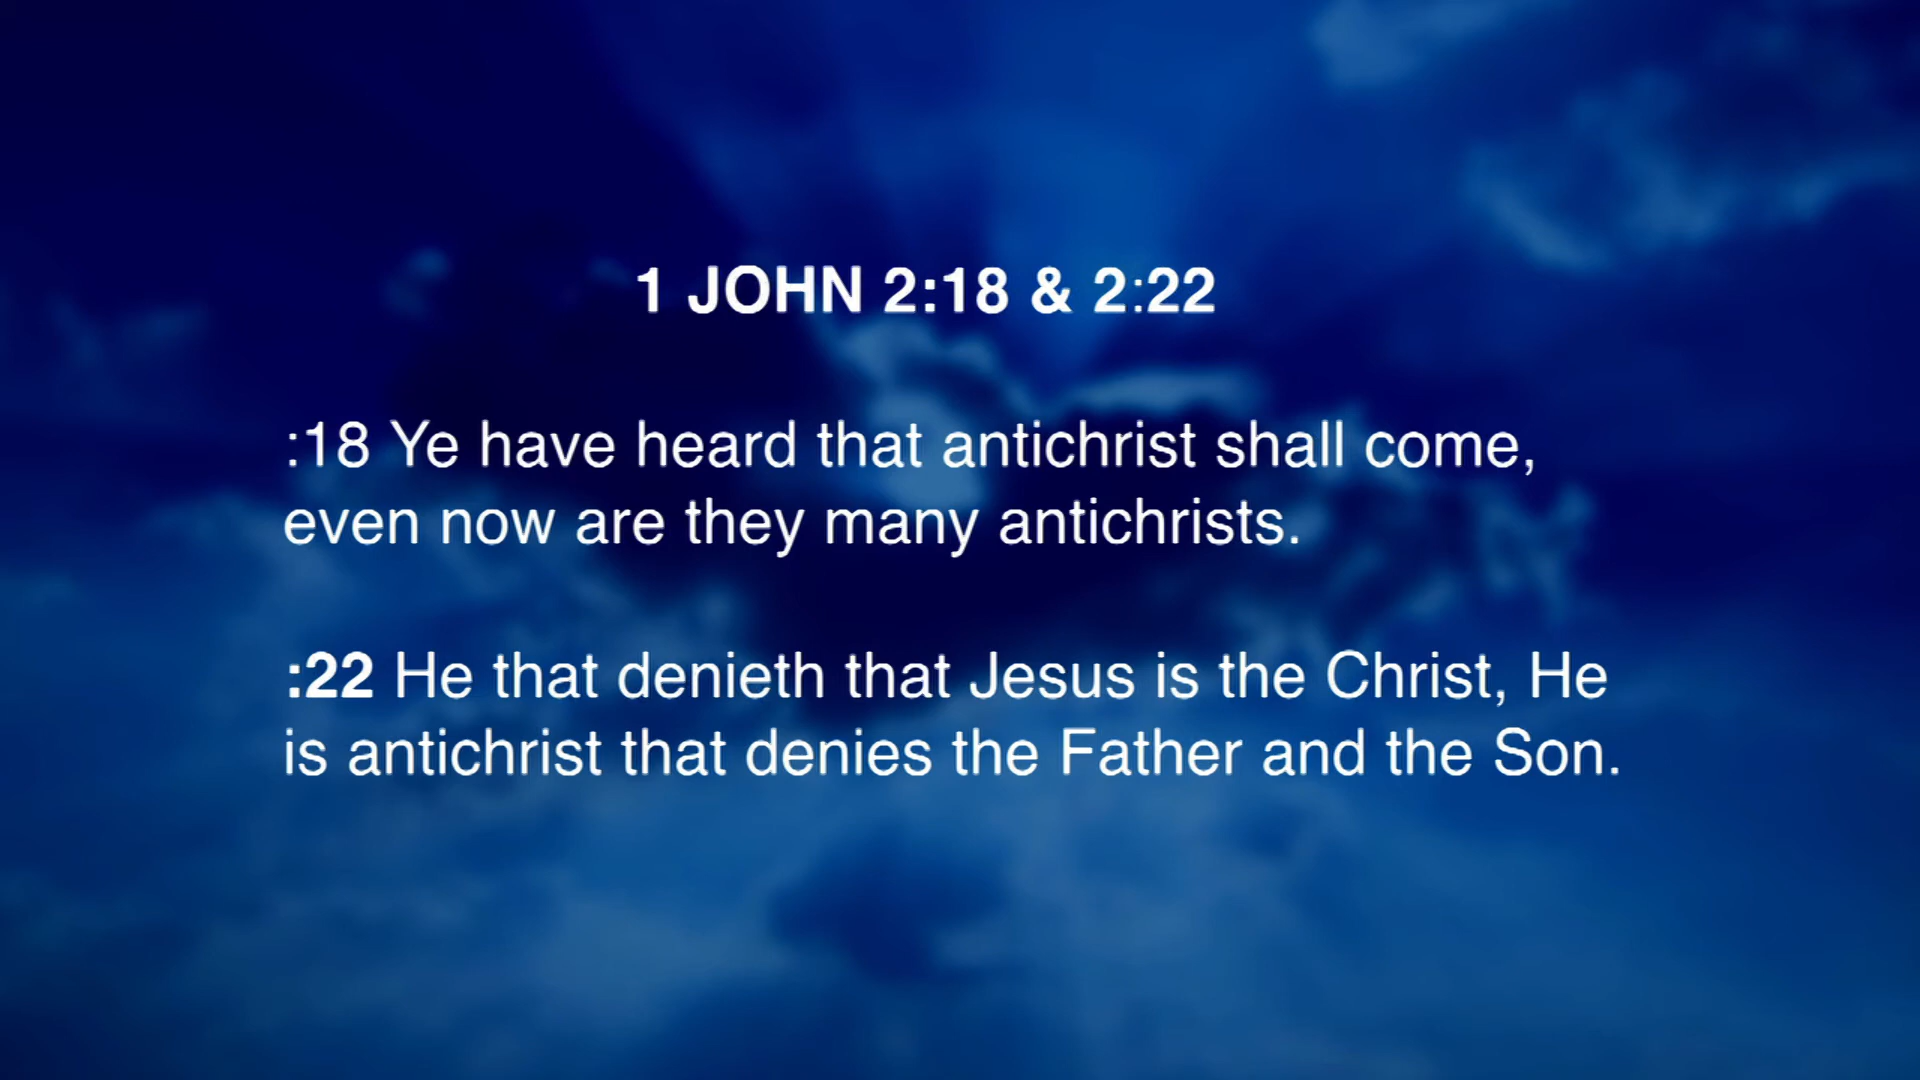 1 JOHN 2:18 & 2:22
:18 Ye have heard that antichrist shall come,
even now are they many antichrists.
:22 He that denieth that Jesus is the Christ, He
is antichrist that denies the Father and the Son.